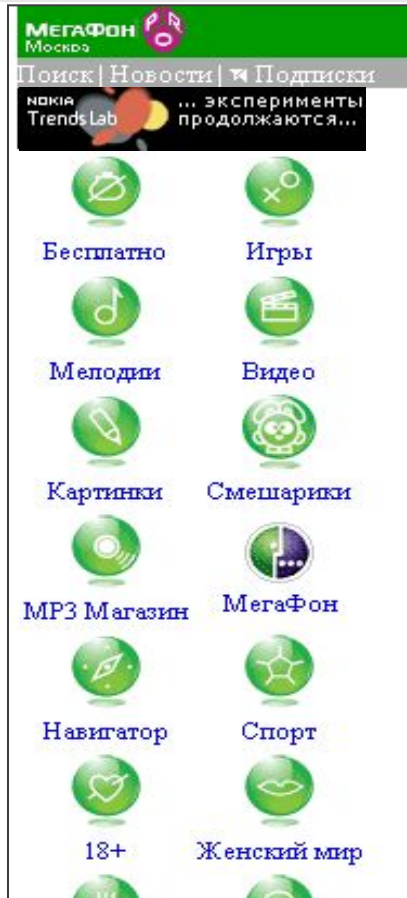 МЕГАФОН PRO
Москва
Поиск | Новости | Подписки
NOKIA
Trends Lab
... эксперименты
продолжаются...
Бесплатно Игры
Мелодии Видео
Картинки Смешарики
MP3 Магазин МегаФон
Навигатор Спорт
18+ Женский мир